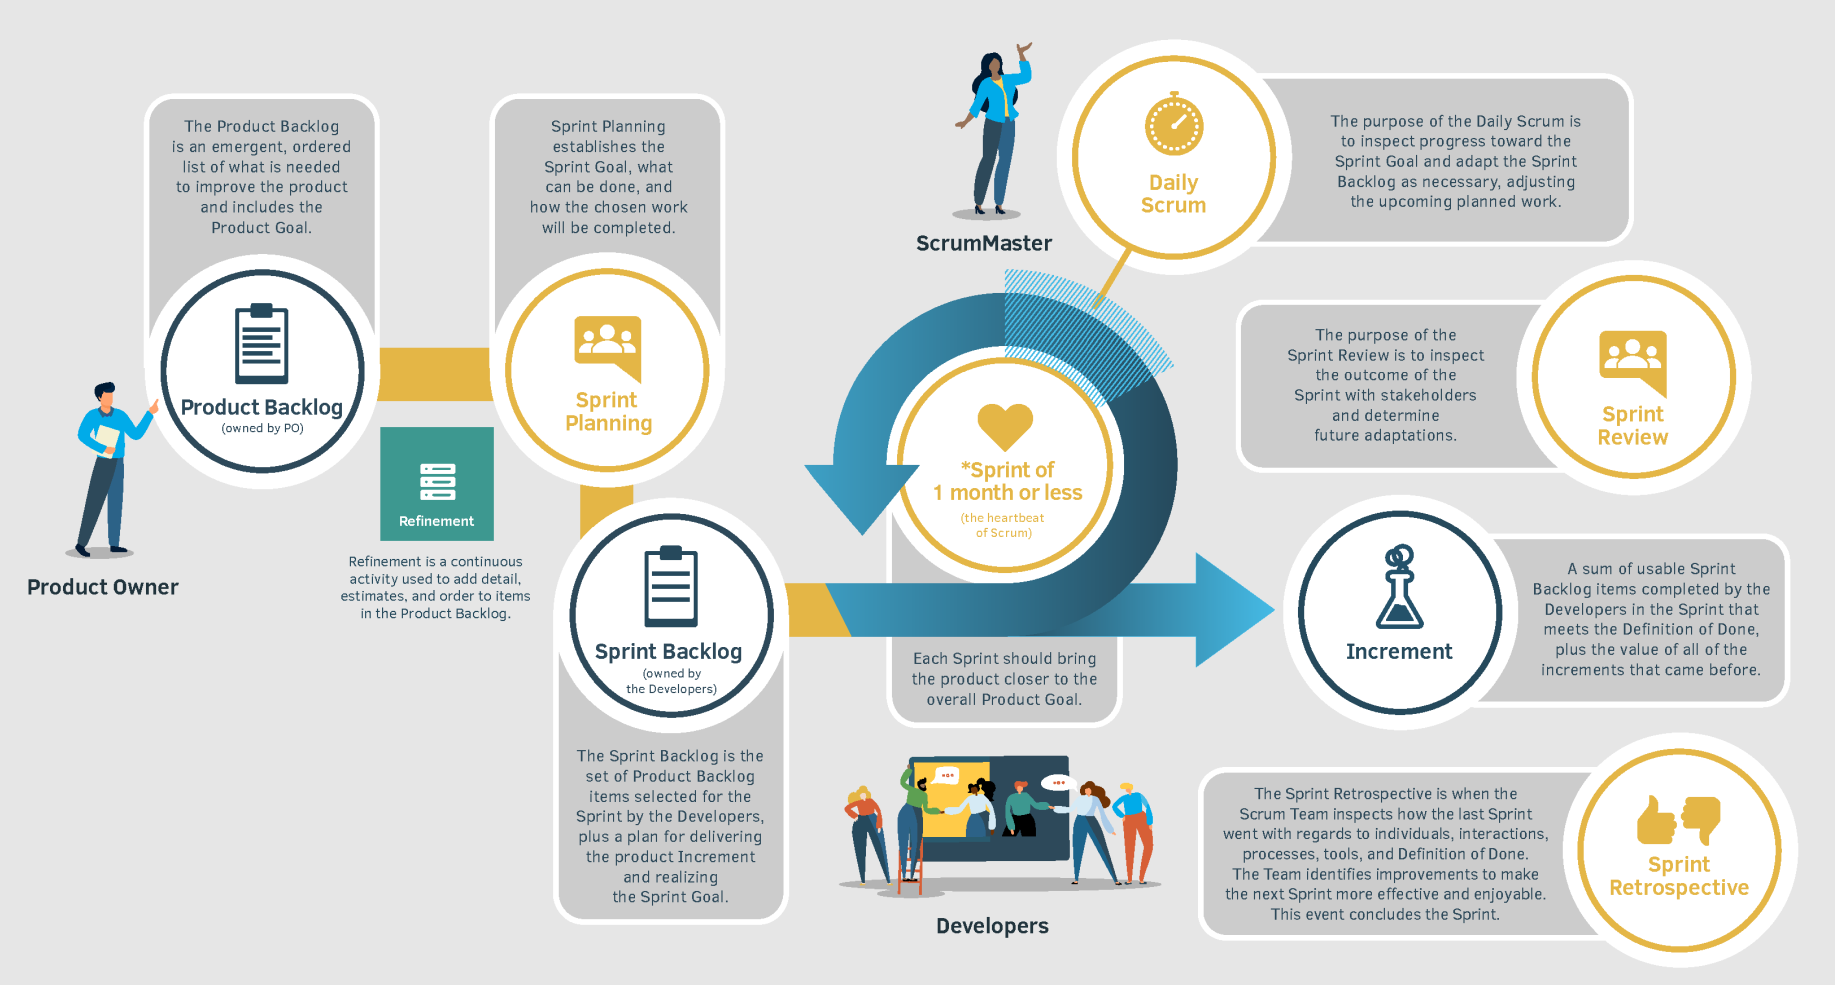 The Product Backlog
is an emergent, ordered
list of what is needed
to improve the product
and includes the
Product Goal.
Product Backlog
(owned by PO)
Product Owner
Sprint Planning
establishes the
Sprint Goal, what
can be done, and
how the chosen work
will be completed.
Sprint
Planning
Refinement
Refinement is a continuous
activity used to add detail,
estimates, and order to items
in the Product Backlog.
Sprint Backlog
(owned by
the Developers)
The Sprint Backlog is the
set of Product Backlog
items selected for the
Sprint by the Developers,
plus a plan for delivering
the product Increment
and realizing
the Sprint Goal.
ScrumMaster
Daily
Scrum
The purpose of the Daily Scrum is
to inspect progress toward the
Sprint Goal and adapt the Sprint
Backlog as necessary, adjusting
the upcoming planned work.
*Sprint of
1 month or less
(the heartbeat
of Scrum)
Each Sprint should bring
the product closer to the
overall Product Goal.
Developers
The purpose of the
Sprint Review is to inspect
the outcome of the
Sprint with stakeholders
and determine
future adaptations.
Sprint
Review
Increment
A sum of usable Sprint
Backlog items completed by the
Developers in the Sprint that
meets the Definition of Done,
plus the value of all of the
increments that came before.
The Sprint Retrospective is when the
Scrum Team inspects how the last Sprint
went with regards to individuals, interactions,
processes, tools, and Definition of Done.
The Team identifies improvements to make
the next Sprint more effective and enjoyable.
This event concludes the Sprint.
Sprint
Retrospective